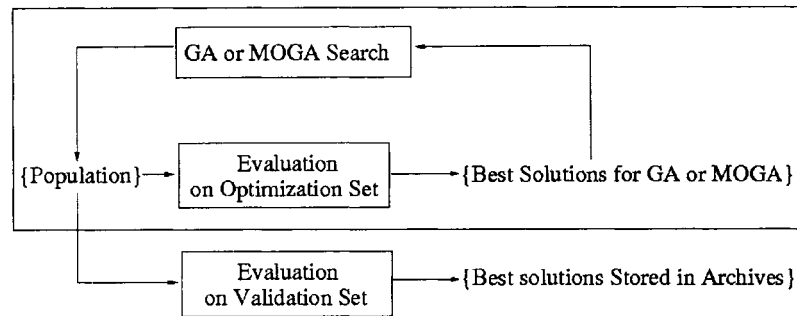 GA or MOGA Search
{Population}
Evaluation
on Optimization Set
{Best Solutions for GA or MOGA}
Evaluation
on Validation Set
{Best solutions Stored in Archives}